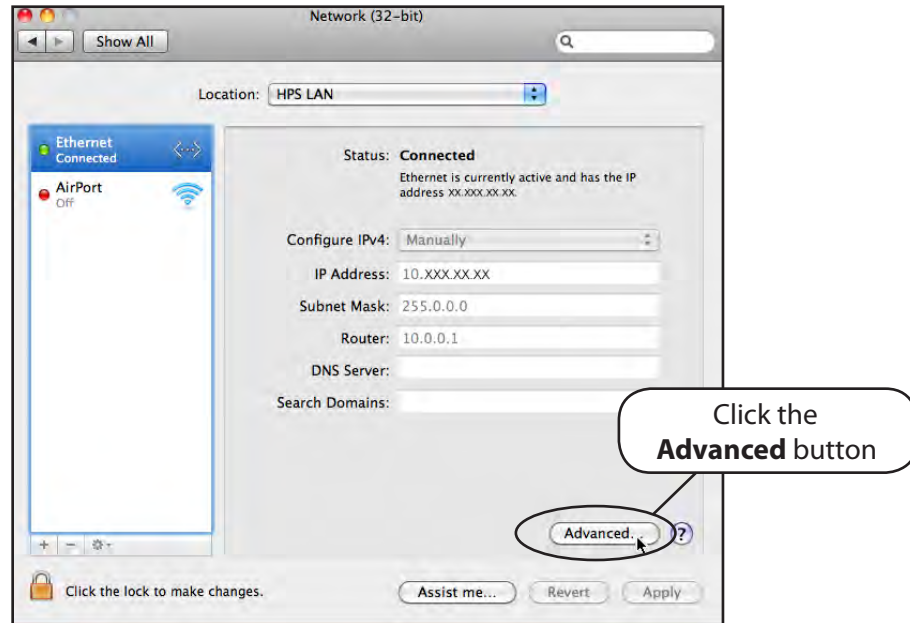 Network (32-bit)
Show All
Location: HPS LAN
Ethernet
Connected
AirPort
Off
Status: Connected
Ethernet is currently active and has the IP
address xx.xxx.xx.xx.
Configure IPv4: Manually
IP Address: 10.XXX.XX.XX
Subnet Mask: 255.0.0.0
Router: 10.0.0.1
DNS Server:
Search Domains:
Click the
Advanced button
Advanced...
?
+ -
Click the lock to make changes.
Assist me...
Revert
Apply